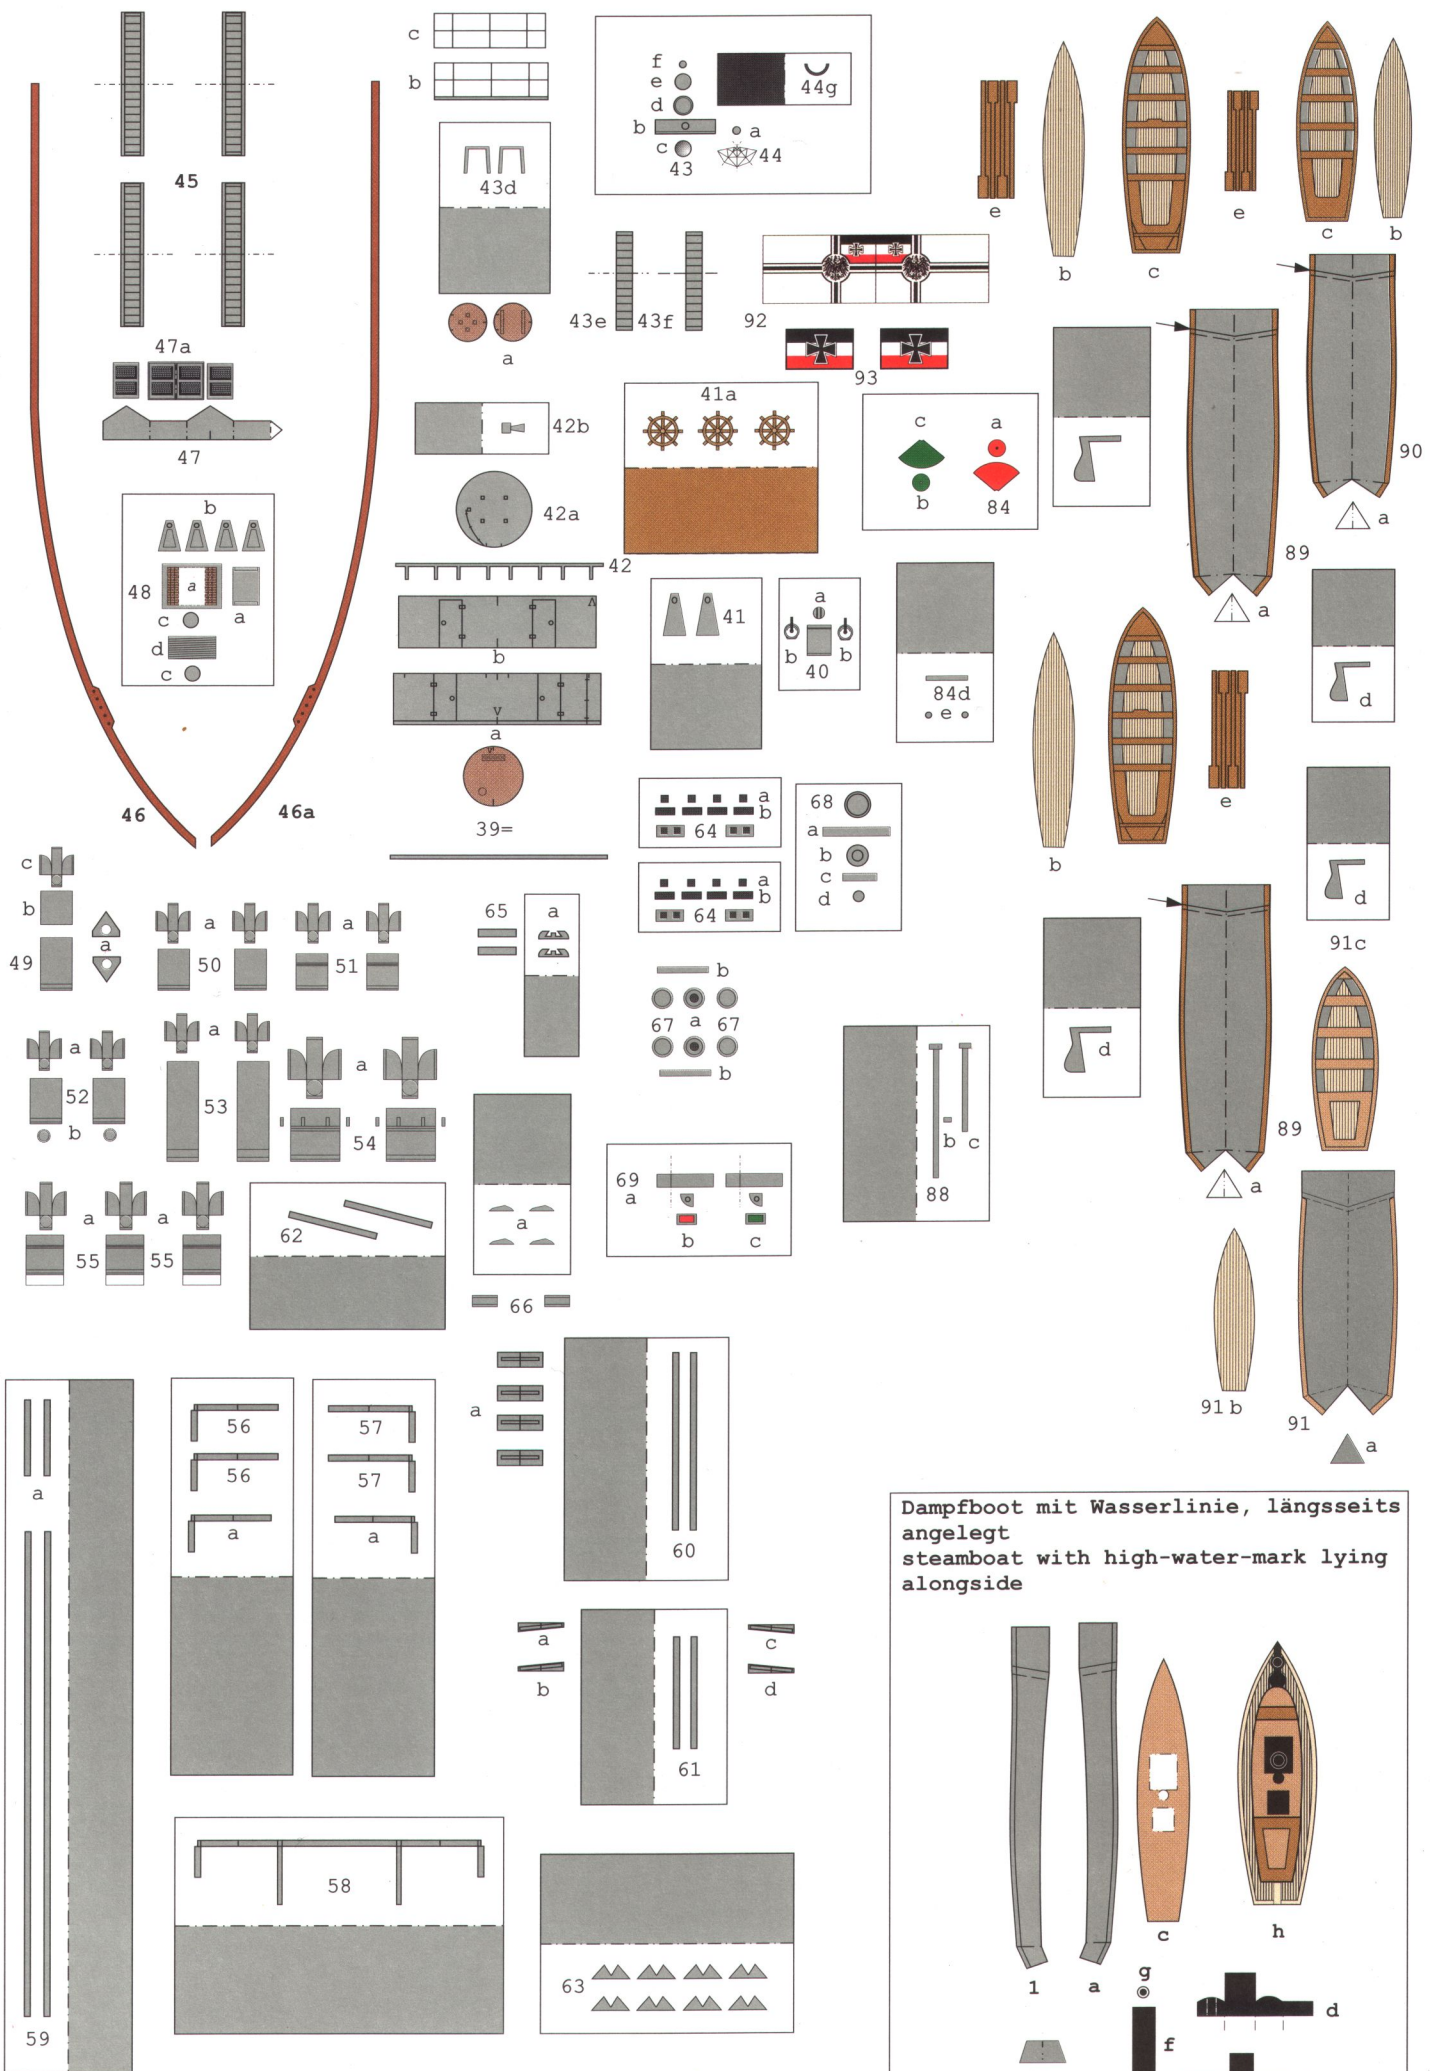 c
b
43d
a
f
e
d
b
c
43
44g
a
44
e
b
c
e
c
b
45
43e
43f
92
93
47a
47
42b
42a
41a
c
a
b
84
90
a
89
a
b
48
a
a
c
d
c
42
A
b
V
a
41
a
b
b
40
84d
e
d
46
46a
39=
a
b
64
a
b
64
68
a
b
c
d
b
e
d
91c
c
b
a
49
a
50
a
51
65
a
b
67
a
67
b
d
89
a
a
52
b
a
53
a
54
b
c
88
a
a
55
55
62
a
66
69
a
b
c
91 b
91
a
a
59
56
56
a
57
57
a
a
60
a
b
c
d
61
58
63
Dampfboot mit Wasserlinie, längsseits
angelegt
steamboat with high-water-mark lying
alongside
1
a
c
h
g
f
d